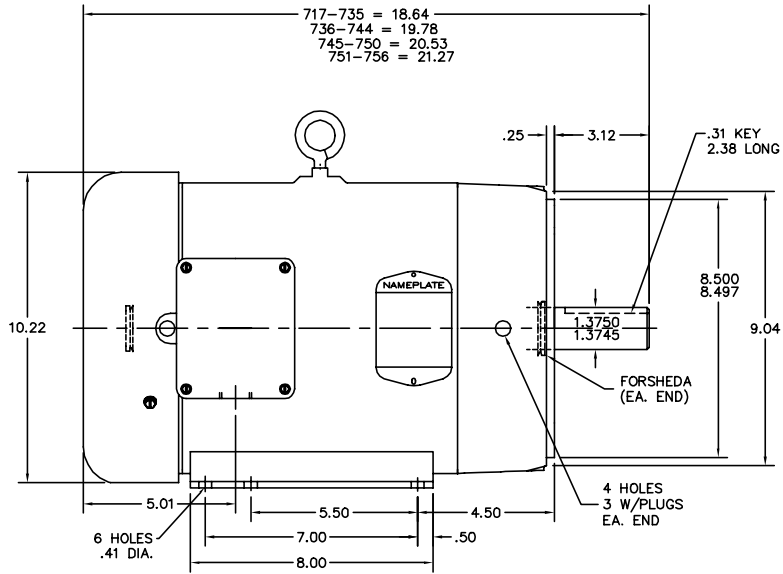 717-735 = 18.64
736-744 = 19.78
745-750 = 20.53
751-756 = 21.27
.25
3.12
.31 KEY
2.38 LONG
NAMEPLATE
8.500
8.497
10.22
1.3750
1.3745
9.04
FORSHEDA
(EA. END)
4 HOLES
3 W/PLUGS
EA. END
5.01
5.50
4.50
6 HOLES
.41 DIA.
7.00
.50
8.00